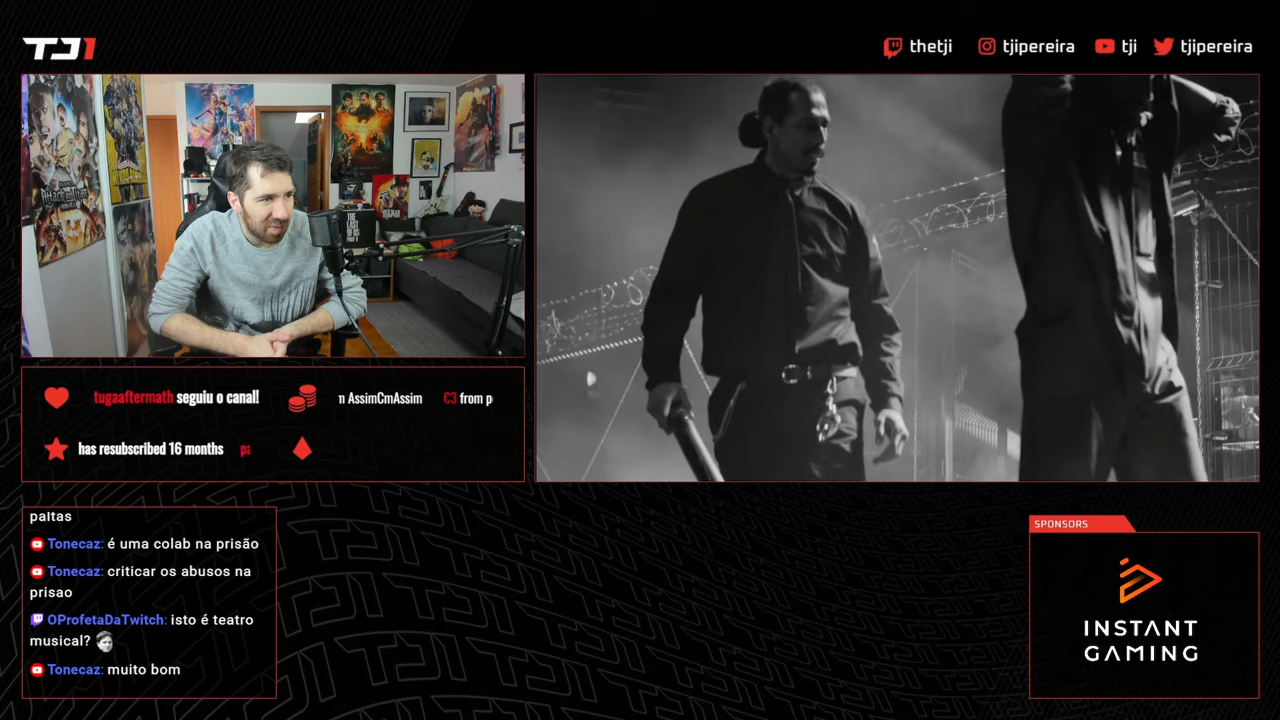 TJ1
thetji
tjipereira
tji
tjipereira
tugaaftermath seguiu o canal!
AssimCmAssim €3 from p
has resubscribed 16 months
paltas
Tonecaz: é uma colab na prisão
Tonecaz: criticar os abusos na
prisao
OProfetaDaTwitch: isto é teatro
musical?
Tonecaz: muito bom
SPONSORS
INSTANT
GAMING